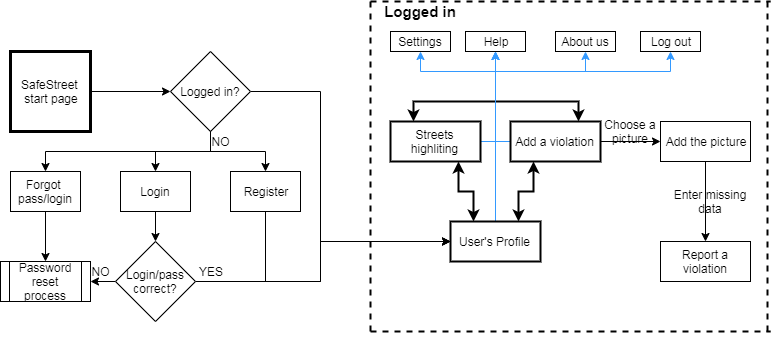 Logged in
Settings
Help
About us
Log out
SafeStreet
start page
Logged in?
NO
Streets
highliting
Add a violation
Choose a
picture
Add the picture
Forgot
pass/login
Login
Register
Enter missing
data
User's Profile
Report a
violation
Password
reset
process
NO
Login/pass
correct?
YES